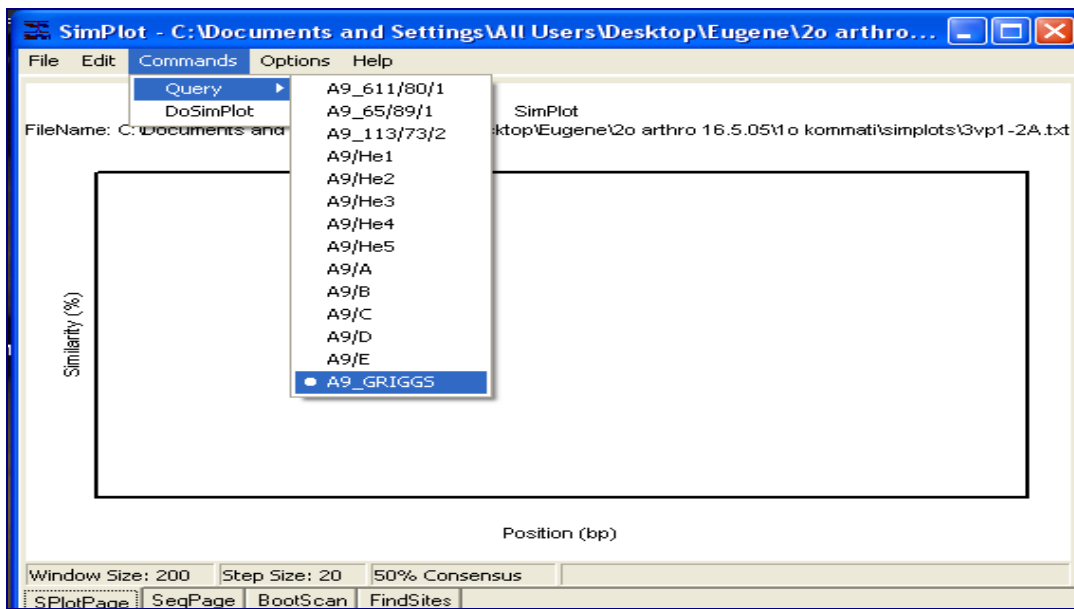 SimPlot - C:\Documents and Settings\All Users\Desktop\Eugene\2o arthro...
File Edit Commands Options Help
Query
DoSimPlot
A9_611/80/1
A9_65/89/1
A9_113/73/2
A9/He1
A9/He2
A9/He3
A9/He4
A9/He5
A9/A
A9/B
A9/C
A9/D
A9/E
A9_GRIGGS
SimPlot
FileName: C:\Documents and ktop\Eugene\2o arthro 16.5.05\1o kommati\simplots\3vp1-2A.txt
Similarity (%)
Position (bp)
Window Size: 200 Step Size: 20 50% Consensus
SPlotPage SeqPage BootScan FindSites